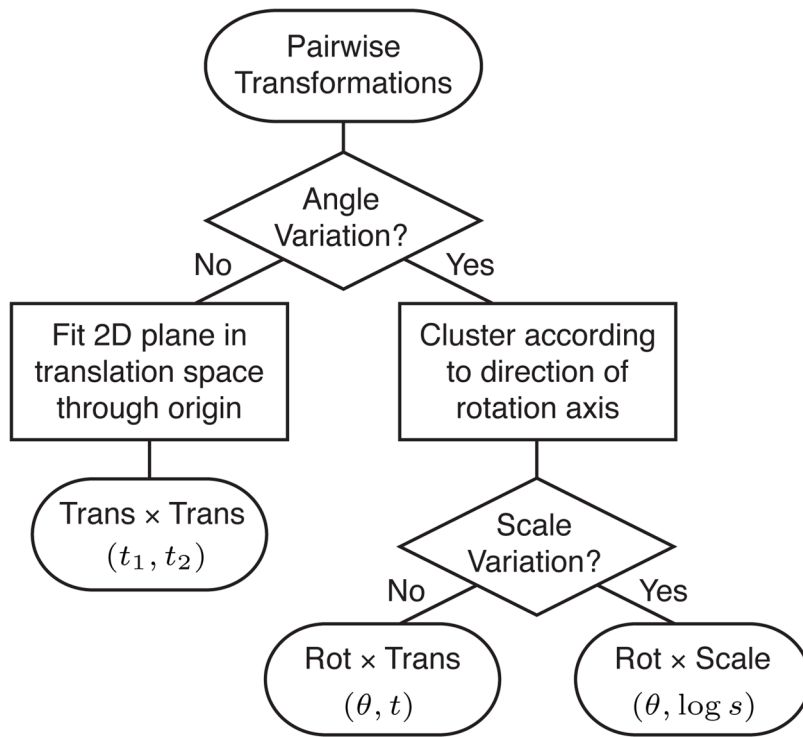 Pairwise
Transformations
Angle
Variation?
No
Yes
Fit 2D plane in
translation space
through origin
Cluster according
to direction of
rotation axis
Trans × Trans
(t₁, t₂)
Scale
Variation?
No
Yes
Rot × Trans
(θ, t)
Rot × Scale
(θ, log s)